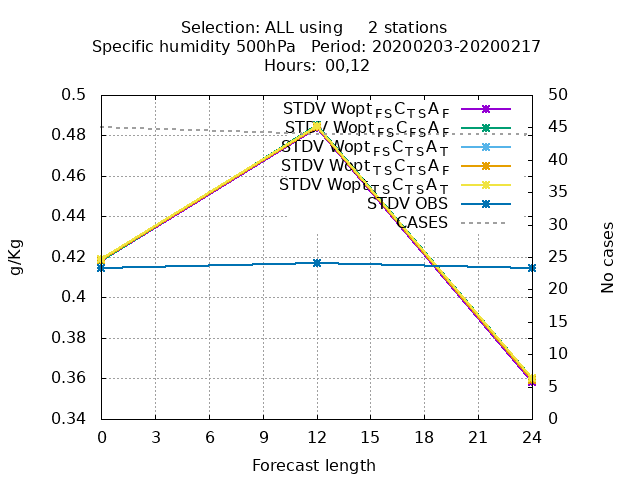 Selection: ALL using     2 stations
Specific humidity 500hPa   Period: 20200203-20200217
Hours: 00,12
0.5
0.48
0.46
0.44
0.42
0.4
0.38
0.36
0.34
g/Kg
STDV Wopt_FS C_TS A_F
STDV Wopt_FS C_FS A_F
STDV Wopt_FS C_TS A_T
STDV Wopt_TS C_TS A_F
STDV Wopt_TS C_TS A_T
STDV OBS
CASES
50
45
40
35
30
25
20
15
10
5
0
No cases
0 3 6 9 12 15 18 21 24
Forecast length